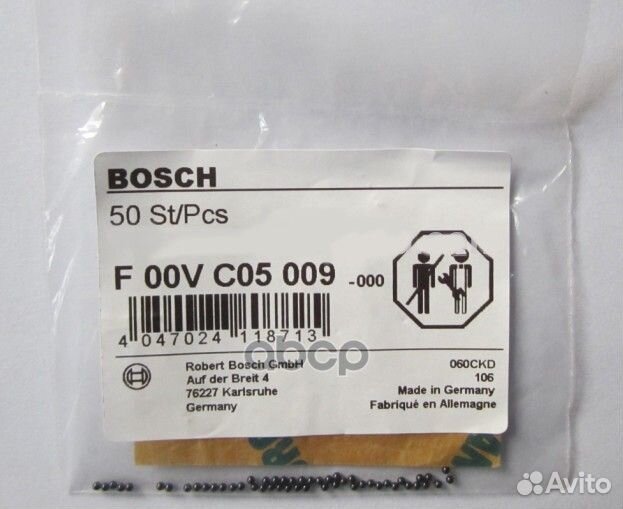 BOSCH
50 St/Pcs
F 00V C05 009 -000
4 047024 118713
abcp
Robert Bosch GmbH
Auf der Breit 4
76227 Karlsruhe
Germany
060CKD
106
Made in Germany
Fabriqué en Allemagne
Avito